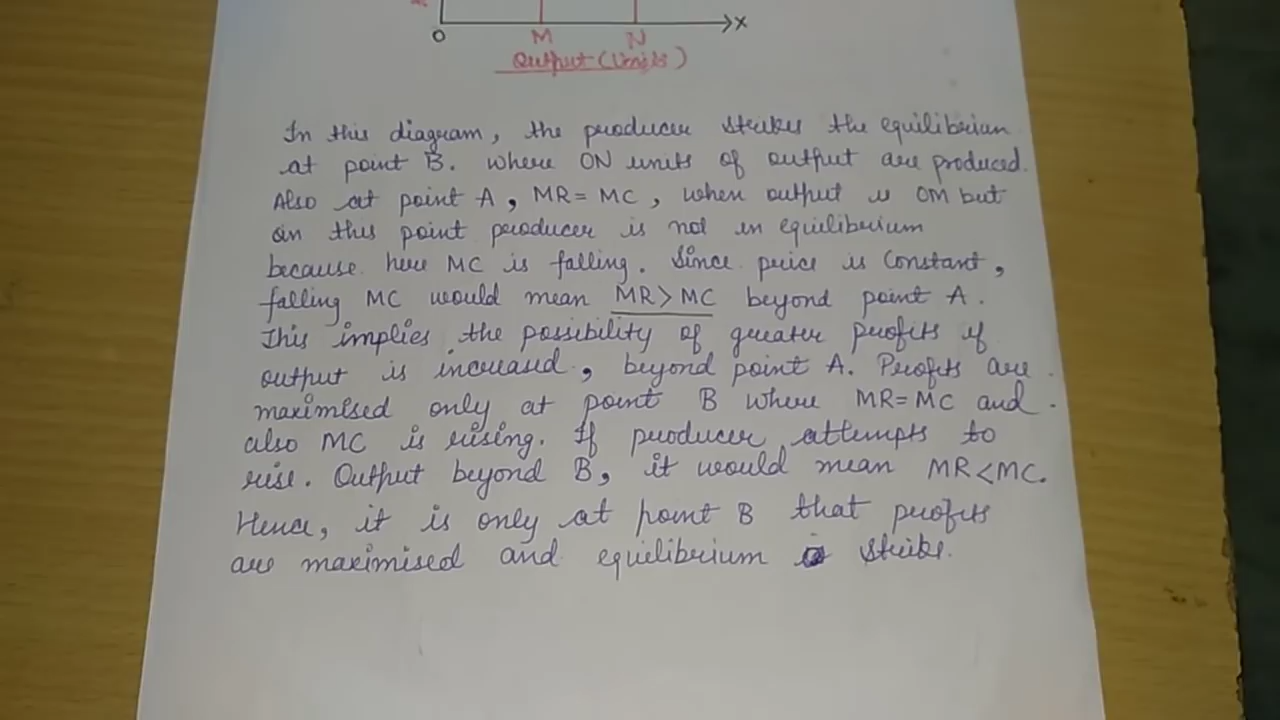 O M N X
Output (Units)
In this diagram, the producer strikes the equilibrian
at point B. where ON units of output are produced.
Also at point A, MR = MC, when output is OM but
on this point producer is not in equilibrium
because here MC is falling. Since price is Constant,
falling MC would mean MR > MC beyond point A.
This implies the possibility of greater profits if
output is increased, beyond point A. Profits are
maximised only at point B where MR = MC and
also MC is rising. If producer attempts to
rise. Output beyond B, it would mean MR < MC.
Hence, it is only at point B that profits
are maximised and equilibrium is strike.